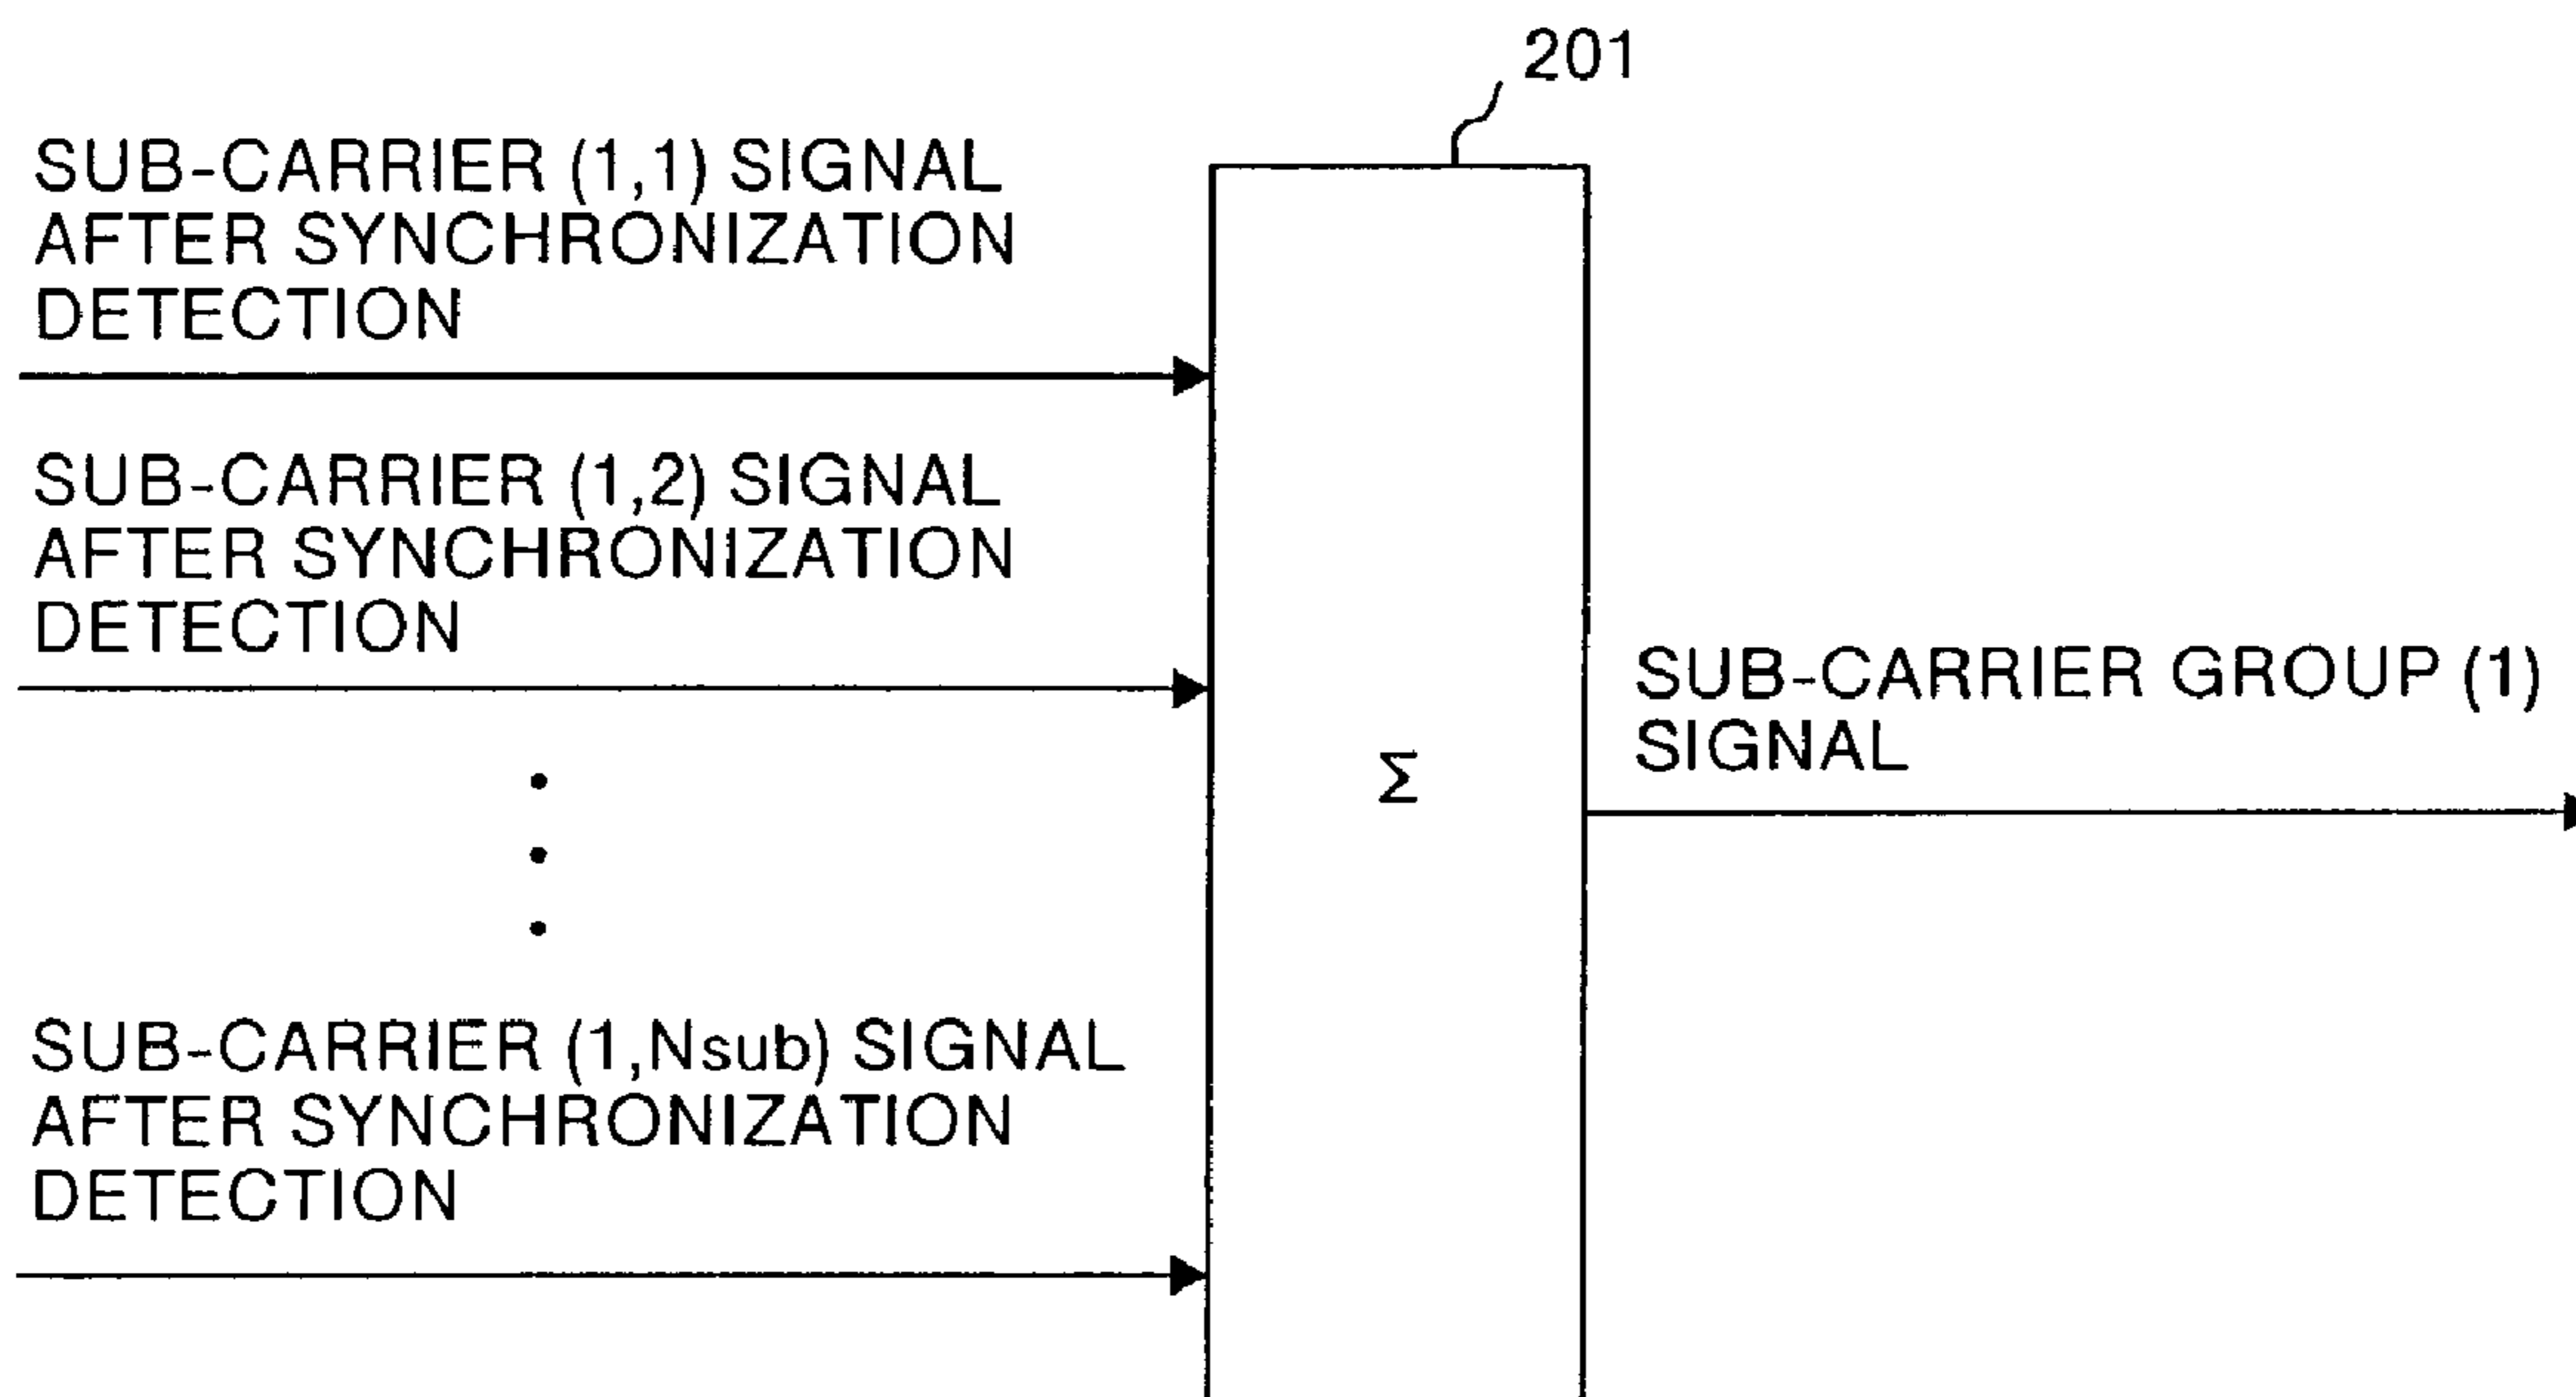 201
SUB-CARRIER (1,1) SIGNAL
AFTER SYNCHRONIZATION
DETECTION
SUB-CARRIER (1,2) SIGNAL
AFTER SYNCHRONIZATION
DETECTION
SUB-CARRIER GROUP (1)
SIGNAL
Σ
SUB-CARRIER (1,Nsub) SIGNAL
AFTER SYNCHRONIZATION
DETECTION